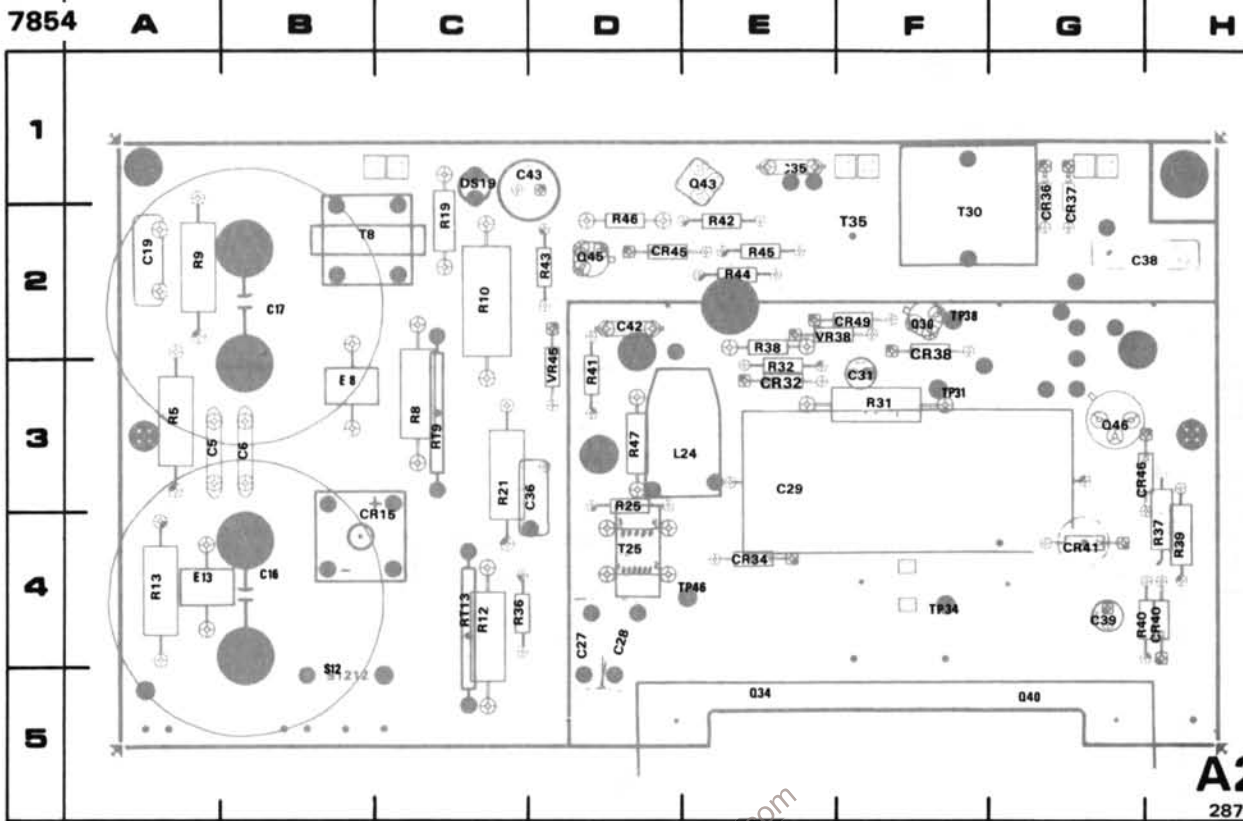 7854 A B C D E F G H
1
DS19 C43 Q43 CR36 CR37
R19 R46 R42 T35 T30
C19 R9 T8 Q45 CR45 R45 C38
2
R43 R44
C17 R10 C42 CR49 Q30 TP38
VR38
R38 CR38
E8 VR45 R41 R32 CR32 C31
R5 R8 RT9 R31 TP31
3
C5 C6 R47 L24 Q46
R21 C36 C29 CR46
CR15 R25 R37 R39
T25 CR34 CR41
4
R13 E13 C16 RT13 R12 R36 TP46 TP34 C39 R40 CR40
C27 C28
S12
Q34 Q40
5
A2
287